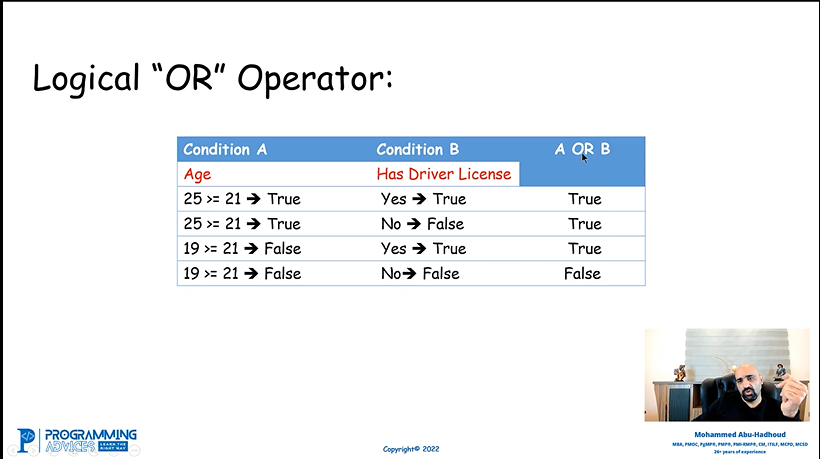 Logical “OR” Operator:
Condition A Condition B A OR B
Age Has Driver License
25 >= 21 ➔ True Yes ➔ True True
25 >= 21 ➔ True No ➔ False True
19 >= 21 ➔ False Yes ➔ True True
19 >= 21 ➔ False No➔ False False
PROGRAMMING
ADVICES LEARN THE RIGHT WAY
Copyright© 2022
Mohammed Abu-Hadhoud
MBA, PMOC, PgMP®, PMP®, PMI-RMP®, CM, ITILF, MCPD, MCSD
26+ years of experience